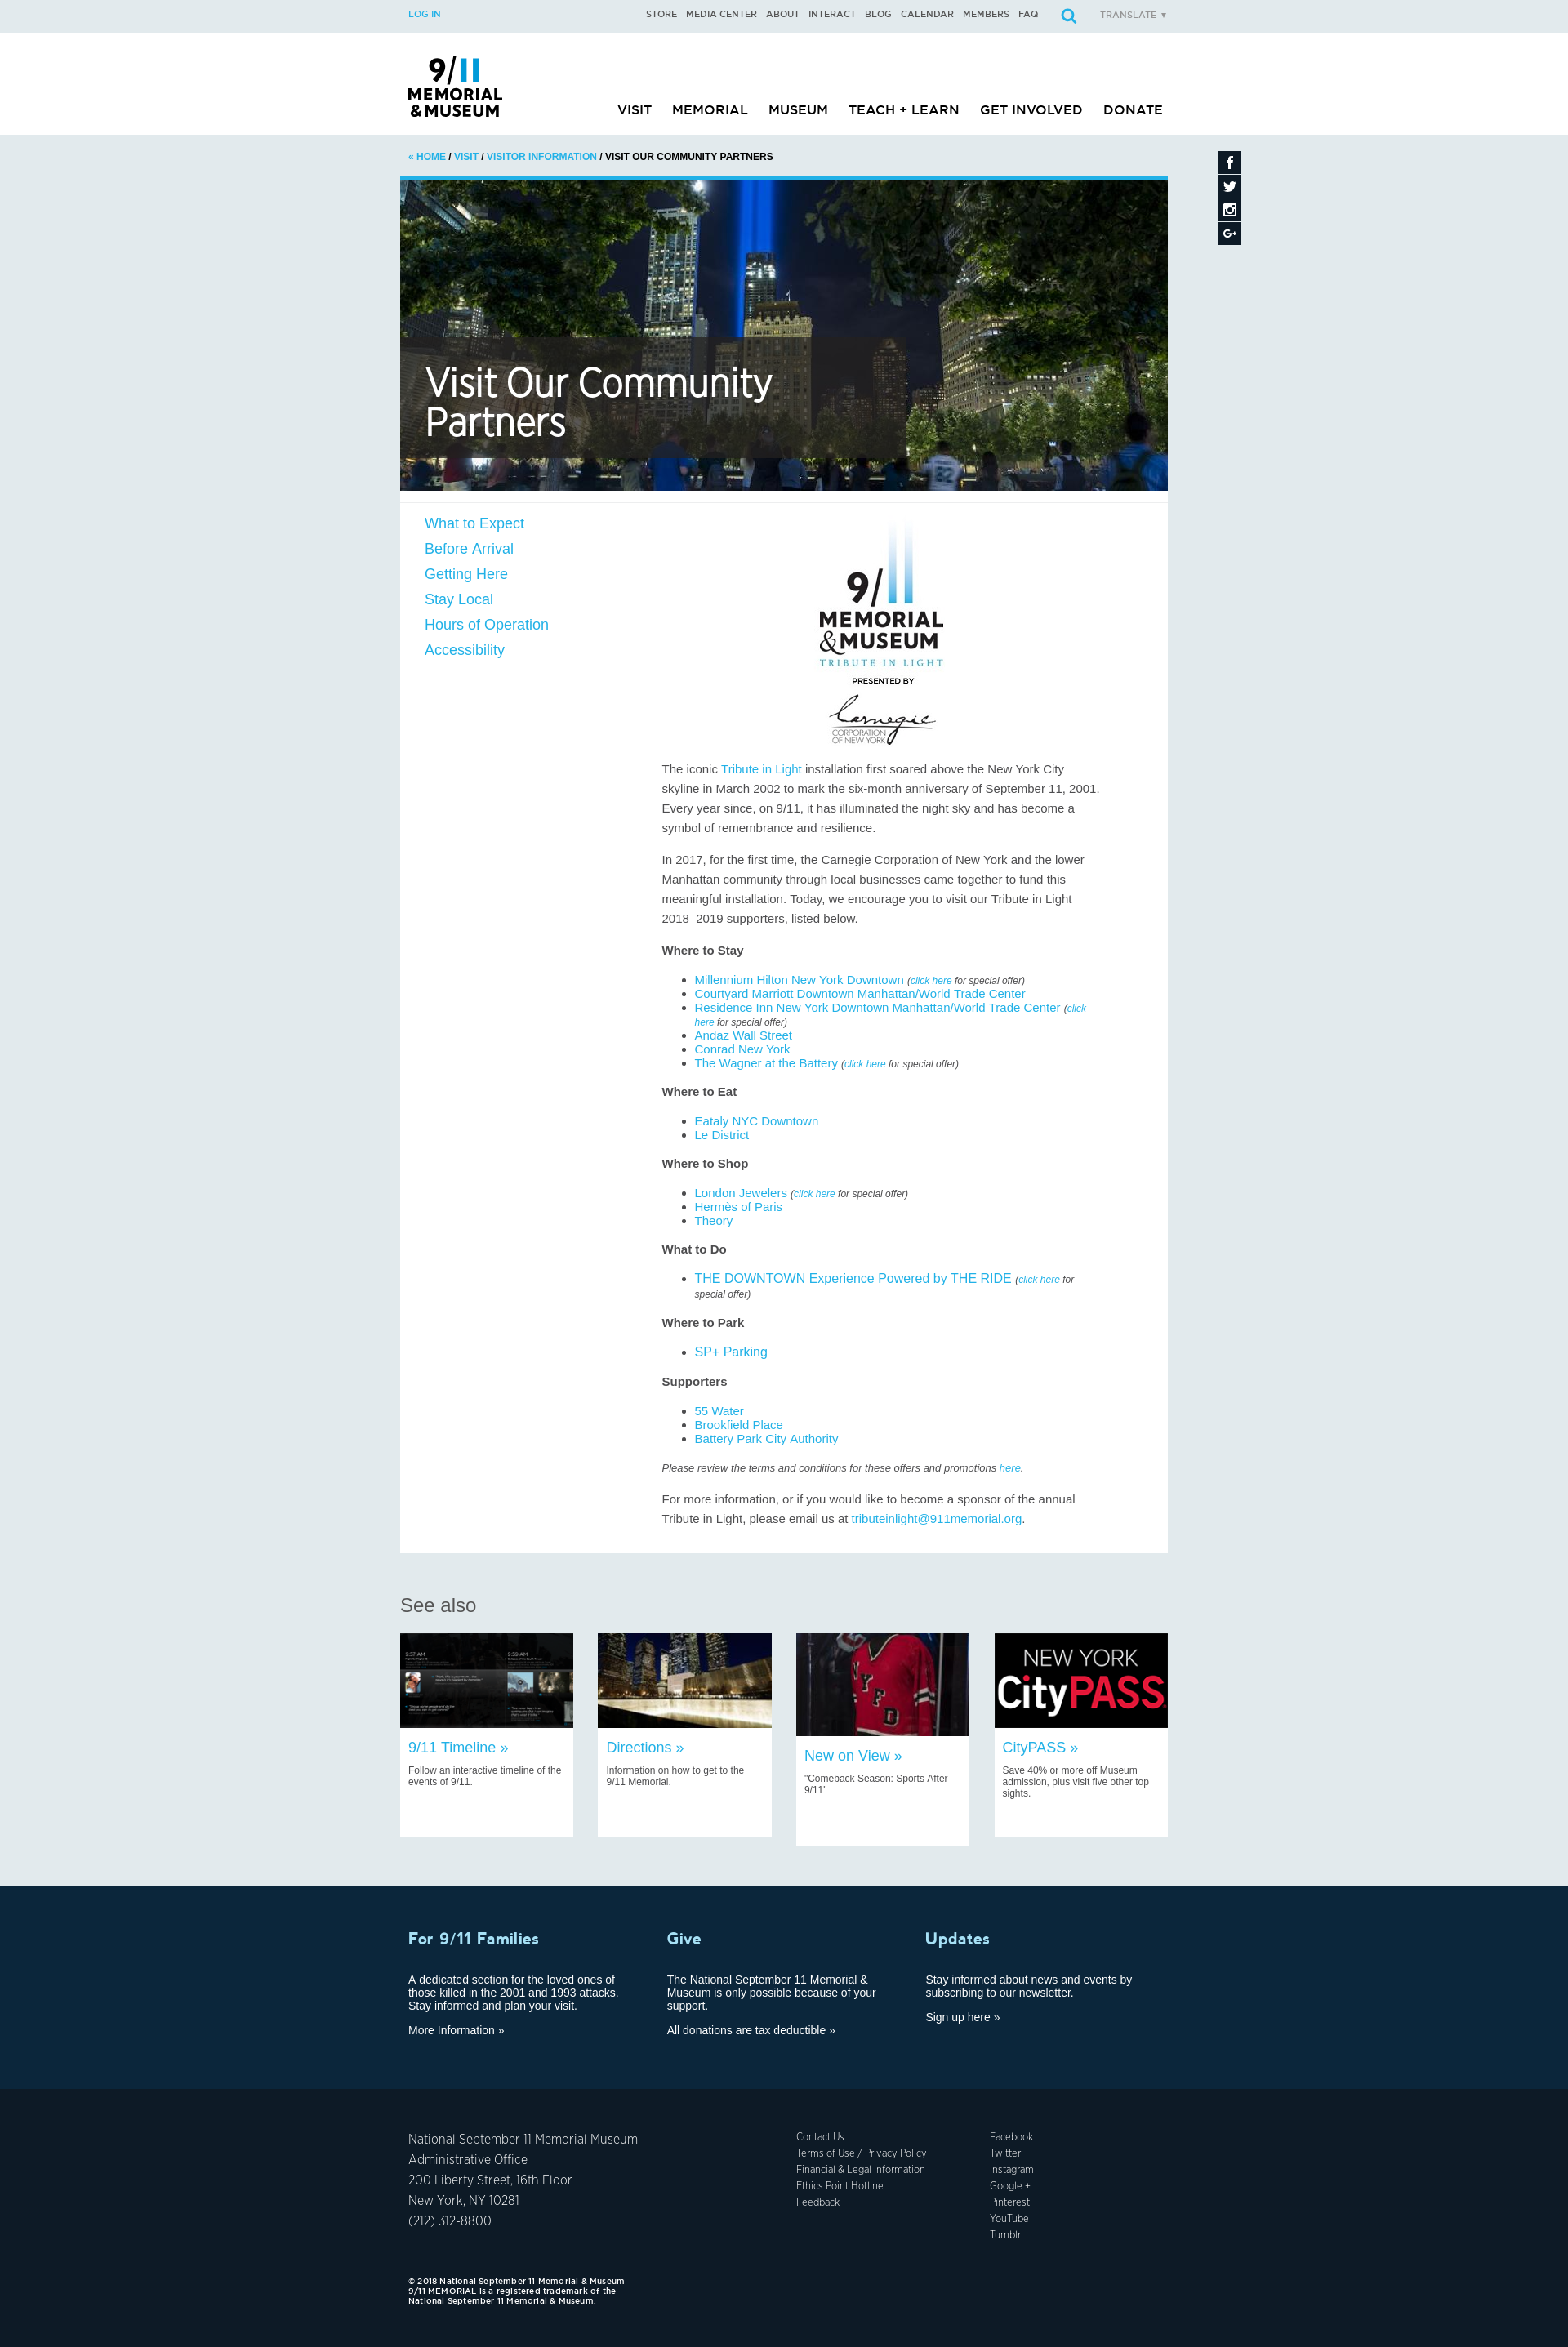 LOG IN
STORE MEDIA CENTER ABOUT INTERACT BLOG CALENDAR MEMBERS FAQ
TRANSLATE ▼
9/11
MEMORIAL
& MUSEUM
VISIT MEMORIAL MUSEUM TEACH + LEARN GET INVOLVED DONATE
« HOME / VISIT / VISITOR INFORMATION / VISIT OUR COMMUNITY PARTNERS
Visit Our Community
Partners
What to Expect
Before Arrival
Getting Here
Stay Local
Hours of Operation
Accessibility
9/11
MEMORIAL
& MUSEUM
TRIBUTE IN LIGHT
PRESENTED BY
Carnegie
CORPORATION
OF NEW YORK
The iconic Tribute in Light installation first soared above the New York City
skyline in March 2002 to mark the six-month anniversary of September 11, 2001.
Every year since, on 9/11, it has illuminated the night sky and has become a
symbol of remembrance and resilience.
In 2017, for the first time, the Carnegie Corporation of New York and the lower
Manhattan community through local businesses came together to fund this
meaningful installation. Today, we encourage you to visit our Tribute in Light
2018–2019 supporters, listed below.
Where to Stay
• Millennium Hilton New York Downtown (click here for special offer)
• Courtyard Marriott Downtown Manhattan/World Trade Center
• Residence Inn New York Downtown Manhattan/World Trade Center (click
here for special offer)
• Andaz Wall Street
• Conrad New York
• The Wagner at the Battery (click here for special offer)
Where to Eat
• Eataly NYC Downtown
• Le District
Where to Shop
• London Jewelers (click here for special offer)
• Hermès of Paris
• Theory
What to Do
• THE DOWNTOWN Experience Powered by THE RIDE (click here for
special offer)
Where to Park
• SP+ Parking
Supporters
• 55 Water
• Brookfield Place
• Battery Park City Authority
Please review the terms and conditions for these offers and promotions here.
For more information, or if you would like to become a sponsor of the annual
Tribute in Light, please email us at tributeinlight@911memorial.org.
See also
9:57 AM
9:59 AM
NYFD
NEW YORK
CityPASS
9/11 Timeline »
Follow an interactive timeline of the
events of 9/11.
Directions »
Information on how to get to the
9/11 Memorial.
New on View »
"Comeback Season: Sports After
9/11"
CityPASS »
Save 40% or more off Museum
admission, plus visit five other top
sights.
For 9/11 Families
A dedicated section for the loved ones of
those killed in the 2001 and 1993 attacks.
Stay informed and plan your visit.
More Information »
Give
The National September 11 Memorial &
Museum is only possible because of your
support.
All donations are tax deductible »
Updates
Stay informed about news and events by
subscribing to our newsletter.
Sign up here »
National September 11 Memorial Museum
Administrative Office
200 Liberty Street, 16th Floor
New York, NY 10281
(212) 312-8800
Contact Us
Terms of Use / Privacy Policy
Financial & Legal Information
Ethics Point Hotline
Feedback
Facebook
Twitter
Instagram
Google +
Pinterest
YouTube
Tumblr
© 2018 National September 11 Memorial & Museum
9/11 MEMORIAL is a registered trademark of the
National September 11 Memorial & Museum.